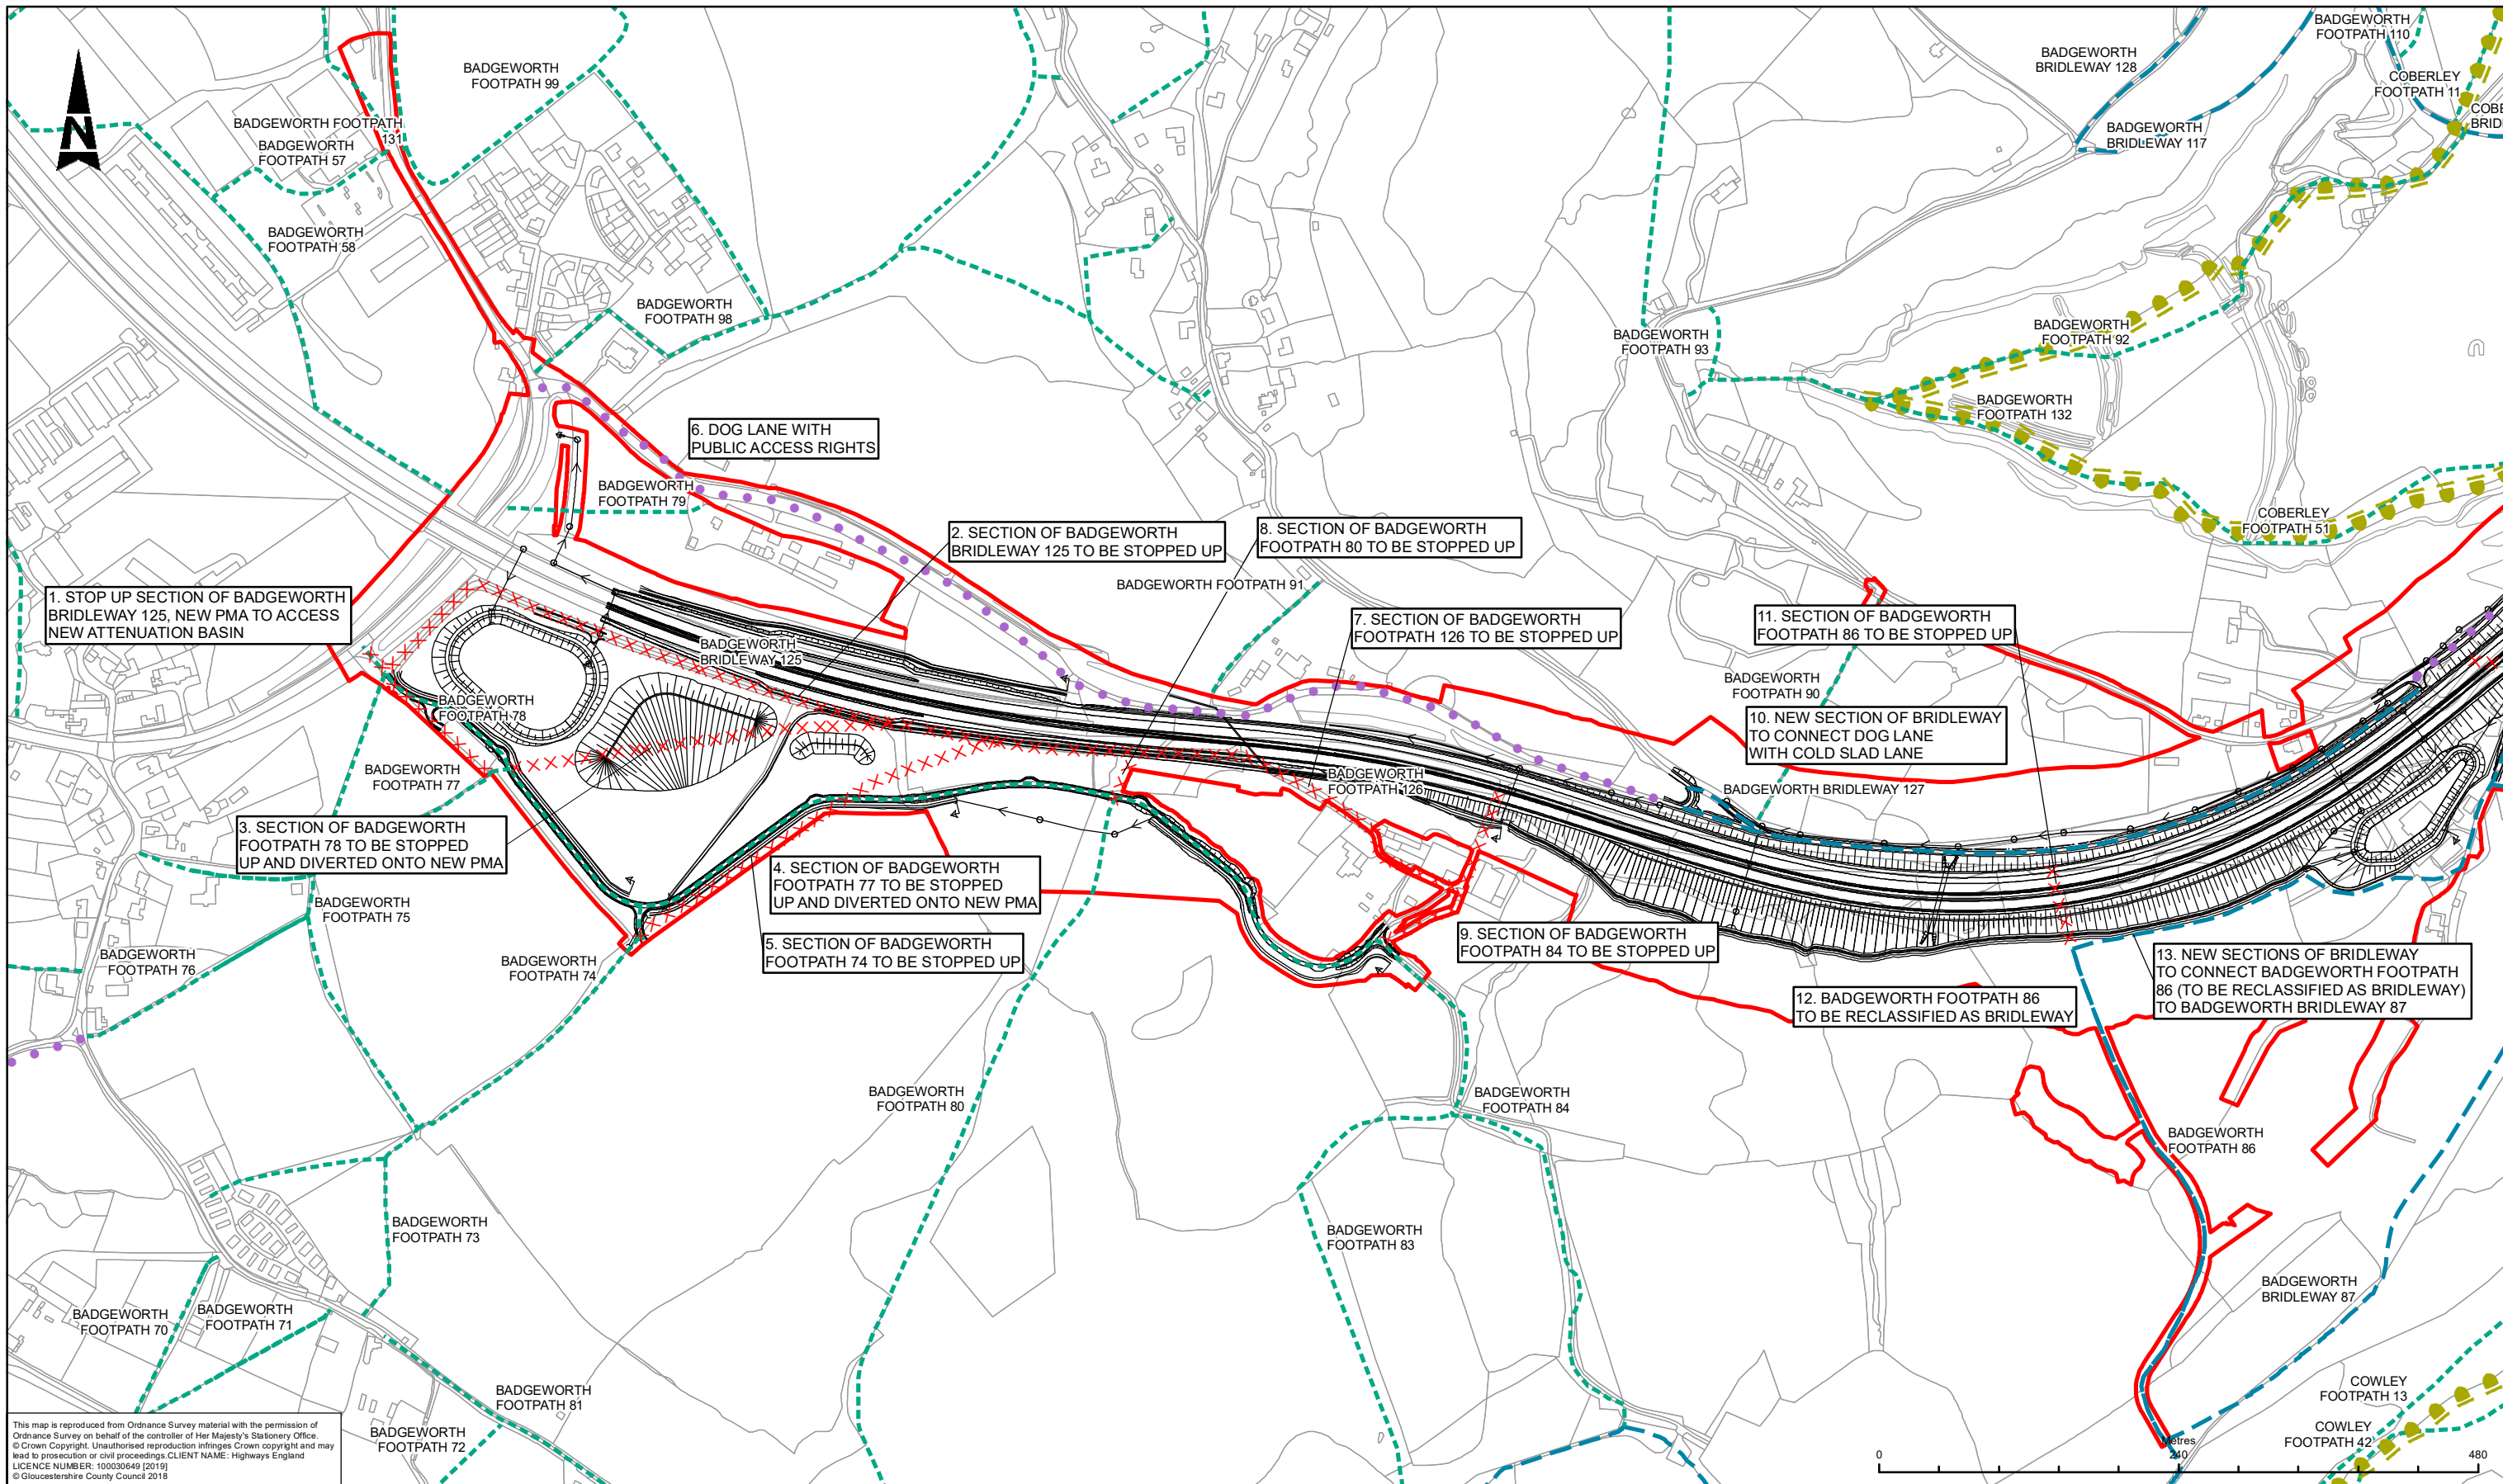 BADGEWORTH
FOOTPATH 110
BADGEWORTH
BRIDLEWAY 128
COBERLEY
FOOTPATH 11
BADGEWORTH
FOOTPATH 99
N
BADGEWORTH FOOTPATH
131
BADGEWORTH
FOOTPATH 57
BADGEWORTH
BRIDLEWAY 117
BADGEWORTH
FOOTPATH 58
BADGEWORTH
FOOTPATH 98
BADGEWORTH
FOOTPATH 93
BADGEWORTH
FOOTPATH 92
BADGEWORTH
FOOTPATH 132
6. DOG LANE WITH
PUBLIC ACCESS RIGHTS
BADGEWORTH
FOOTPATH 79
COBERLEY
FOOTPATH 51
2. SECTION OF BADGEWORTH
BRIDLEWAY 125 TO BE STOPPED UP
8. SECTION OF BADGEWORTH
FOOTPATH 80 TO BE STOPPED UP
BADGEWORTH FOOTPATH 91
1. STOP UP SECTION OF BADGEWORTH
BRIDLEWAY 125, NEW PMA TO ACCESS
NEW ATTENUATION BASIN
7. SECTION OF BADGEWORTH
FOOTPATH 126 TO BE STOPPED UP
11. SECTION OF BADGEWORTH
FOOTPATH 86 TO BE STOPPED UP
BADGEWORTH
BRIDLEWAY 125
BADGEWORTH
FOOTPATH 90
BADGEWORTH
FOOTPATH 78
10. NEW SECTION OF BRIDLEWAY
TO CONNECT DOG LANE
WITH COLD SLAD LANE
BADGEWORTH
FOOTPATH 77
BADGEWORTH
FOOTPATH 126
BADGEWORTH BRIDLEWAY 127
3. SECTION OF BADGEWORTH
FOOTPATH 78 TO BE STOPPED
UP AND DIVERTED ONTO NEW PMA
4. SECTION OF BADGEWORTH
FOOTPATH 77 TO BE STOPPED
UP AND DIVERTED ONTO NEW PMA
BADGEWORTH
FOOTPATH 75
5. SECTION OF BADGEWORTH
FOOTPATH 74 TO BE STOPPED UP
9. SECTION OF BADGEWORTH
FOOTPATH 84 TO BE STOPPED UP
BADGEWORTH
FOOTPATH 76
BADGEWORTH
FOOTPATH 74
13. NEW SECTIONS OF BRIDLEWAY
TO CONNECT BADGEWORTH FOOTPATH
86 (TO BE RECLASSIFIED AS BRIDLEWAY)
TO BADGEWORTH BRIDLEWAY 87
12. BADGEWORTH FOOTPATH 86
TO BE RECLASSIFIED AS BRIDLEWAY
BADGEWORTH
FOOTPATH 80
BADGEWORTH
FOOTPATH 84
BADGEWORTH
FOOTPATH 86
BADGEWORTH
FOOTPATH 73
BADGEWORTH
FOOTPATH 83
BADGEWORTH
BRIDLEWAY 87
BADGEWORTH
FOOTPATH 70
BADGEWORTH
FOOTPATH 71
COWLEY
FOOTPATH 13
BADGEWORTH
FOOTPATH 81
BADGEWORTH
FOOTPATH 72
COWLEY
FOOTPATH 42
This map is reproduced from Ordnance Survey material with the permission of
Ordnance Survey on behalf of the controller of Her Majesty's Stationery Office.
© Crown Copyright. Unauthorised reproduction infringes Crown copyright and may
lead to prosecution or civil proceedings.CLIENT NAME: Highways England
LICENCE NUMBER: 100030649 [2019]
© Gloucestershire County Council 2018
Metres
0 240 480